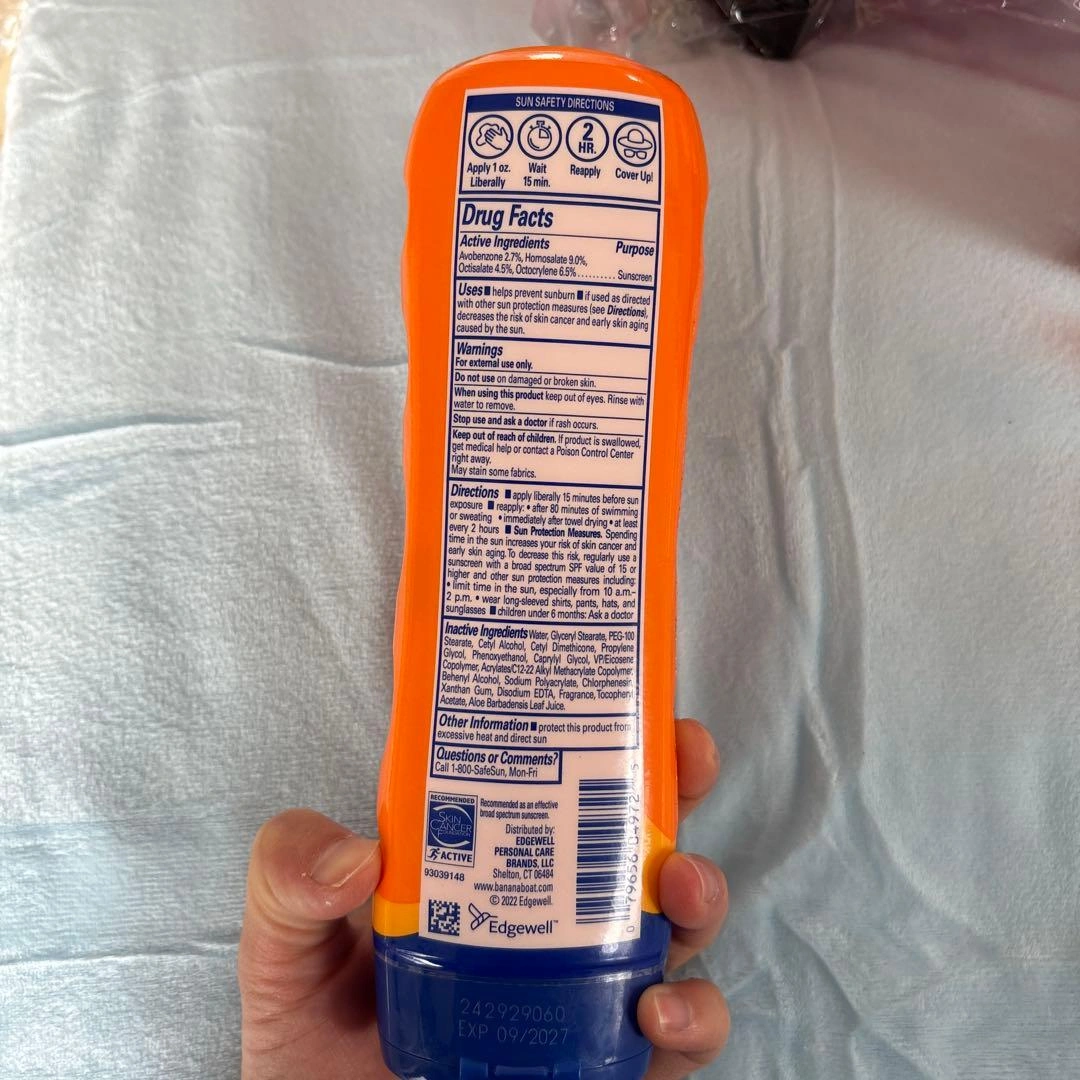 SUN SAFETY DIRECTIONS
2
HR.
Apply 1 oz.
Liberally
Wait
15 min.
Reapply
Cover Up!
Drug Facts
Active Ingredients Purpose
Avobenzone 2.7%, Homosalate 9.0%,
Octisalate 4.5%, Octocrylene 6.5%.......... Sunscreen
Uses ■ helps prevent sunburn ■ if used as directed
with other sun protection measures (see Directions),
decreases the risk of skin cancer and early skin aging
caused by the sun.
Warnings
For external use only.
Do not use on damaged or broken skin.
When using this product keep out of eyes. Rinse with
water to remove.
Stop use and ask a doctor if rash occurs.
Keep out of reach of children. If product is swallowed,
get medical help or contact a Poison Control Center
right away.
May stain some fabrics.
Directions ■ apply liberally 15 minutes before sun
exposure ■ reapply: • after 80 minutes of swimming
or sweating • immediately after towel drying • at least
every 2 hours ■ Sun Protection Measures. Spending
time in the sun increases your risk of skin cancer and
early skin aging. To decrease this risk, regularly use a
sunscreen with a broad spectrum SPF value of 15 or
higher and other sun protection measures including:
• limit time in the sun, especially from 10 a.m.–
2 p.m. • wear long-sleeved shirts, pants, hats, and
sunglasses ■ children under 6 months: Ask a doctor
Inactive Ingredients Water, Glyceryl Stearate, PEG-100
Stearate, Cetyl Alcohol, Cetyl Dimethicone, Propylene
Glycol, Phenoxyethanol, Caprylyl Glycol, VP/Eicosene
Copolymer, Acrylates/C12-22 Alkyl Methacrylate Copolymer,
Behenyl Alcohol, Sodium Polyacrylate, Chlorphenesin,
Xanthan Gum, Disodium EDTA, Fragrance,
Acetate, Aloe Barbadensis Leaf Juice.
Other Information ■ protect this product from
excessive heat and direct sun
Questions or Comments?
Call 1-800-SafeSun, Mon-Fri
RECOMMENDED
SKIN
CANCER
FOUNDATION
ACTIVE
93039148
Recommended as an effective
broad spectrum sunscreen.
Distributed by:
EDGEWELL
PERSONAL CARE
BRANDS, LLC
Shelton, CT 06484
www.bananaboat.com
© 2022 Edgewell.
Edgewell™
0 79656 04972 5
242929060
EXP 09/2027